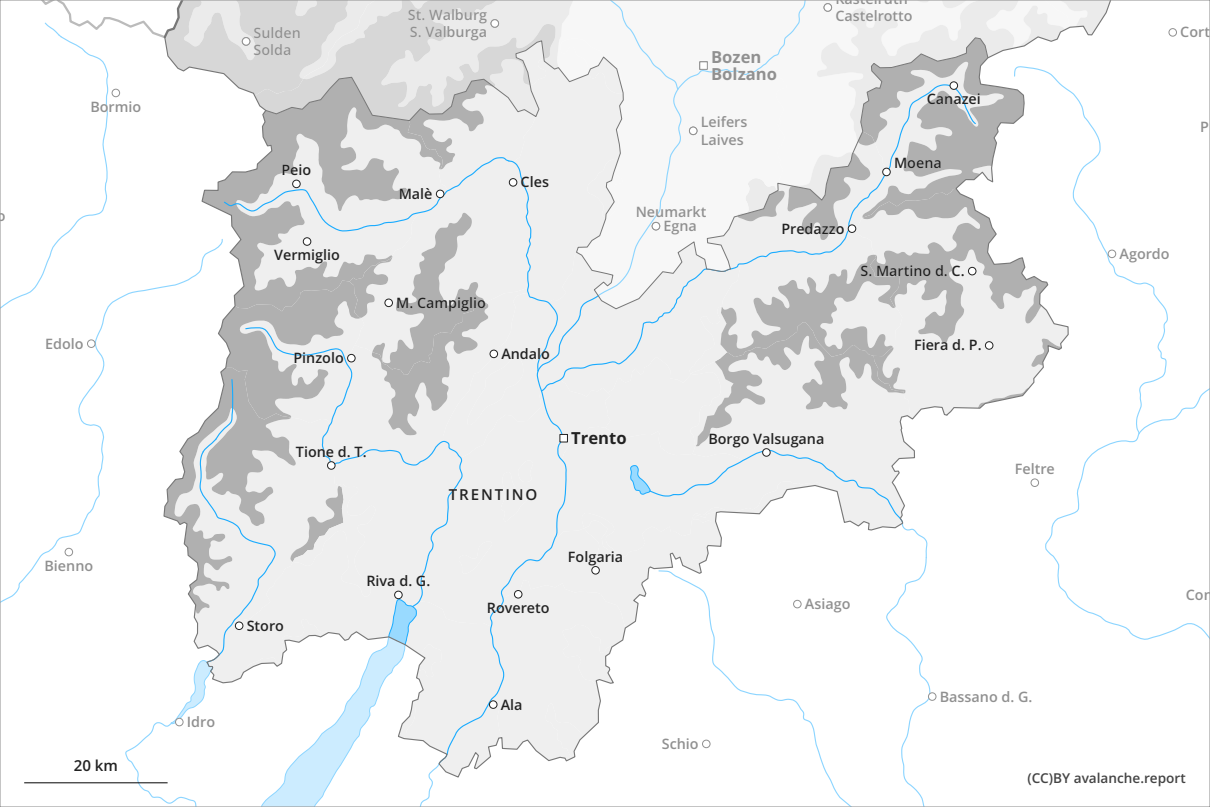 Kastelruth
Castelrotto
St. Walburg
S. Valburga
Sulden
Solda
Cort
Bozen
Bolzano
Bormio
Canazei
Leifers
Laives
P
Moena
Peio
Malè
Cles
Neumarkt
Egna
Predazzo
Vermiglio
Agordo
S. Martino d. C.
M. Campiglio
Edolo
Pinzolo
Andalo
Fiera d. P.
Trento
Borgo Valsugana
Tione d. T.
Feltre
TRENTINO
Bienno
Folgaria
Riva d. G.
Cor
Rovereto
Asiago
Storo
Bassano d. G.
Ala
Idro
Schio
20 km
(CC)BY avalanche.report